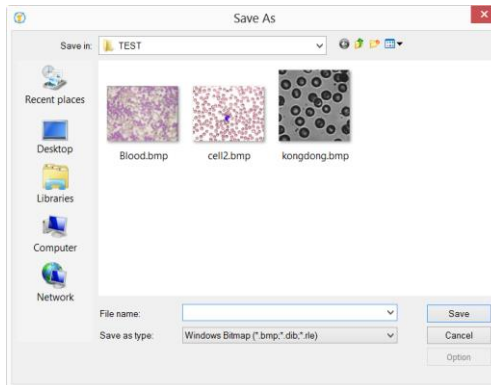 Save As
Save in:
TEST
Recent places
Desktop
Libraries
Computer
Network
Blood.bmp
cell2.bmp
kongdong.bmp
File name:
Save
Save as type:
Windows Bitmap (*.bmp;*.dib;*.rle)
Cancel
Option